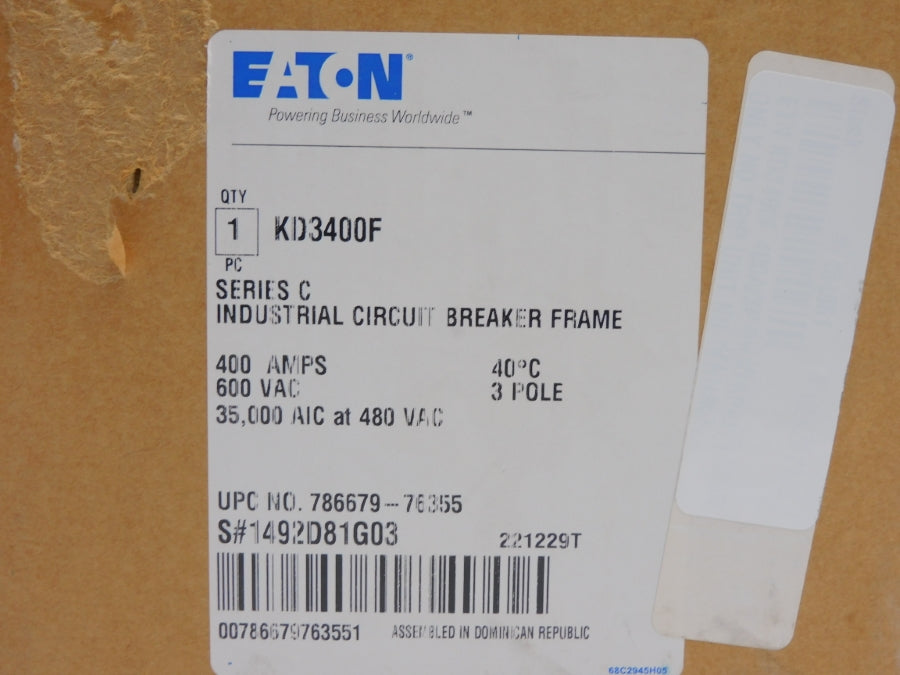 EATON®
Powering Business Worldwide™
QTY
1 KD3400F
PC
SERIES C
INDUSTRIAL CIRCUIT BREAKER FRAME
400 AMPS 40°C
600 VAC 3 POLE
35,000 AIC at 480 VAC
UPC NO. 786679-76355
S#1492D81G03 221229T
00786679763551 ASSEMBLED IN DOMINICAN REPUBLIC
68C2945H05